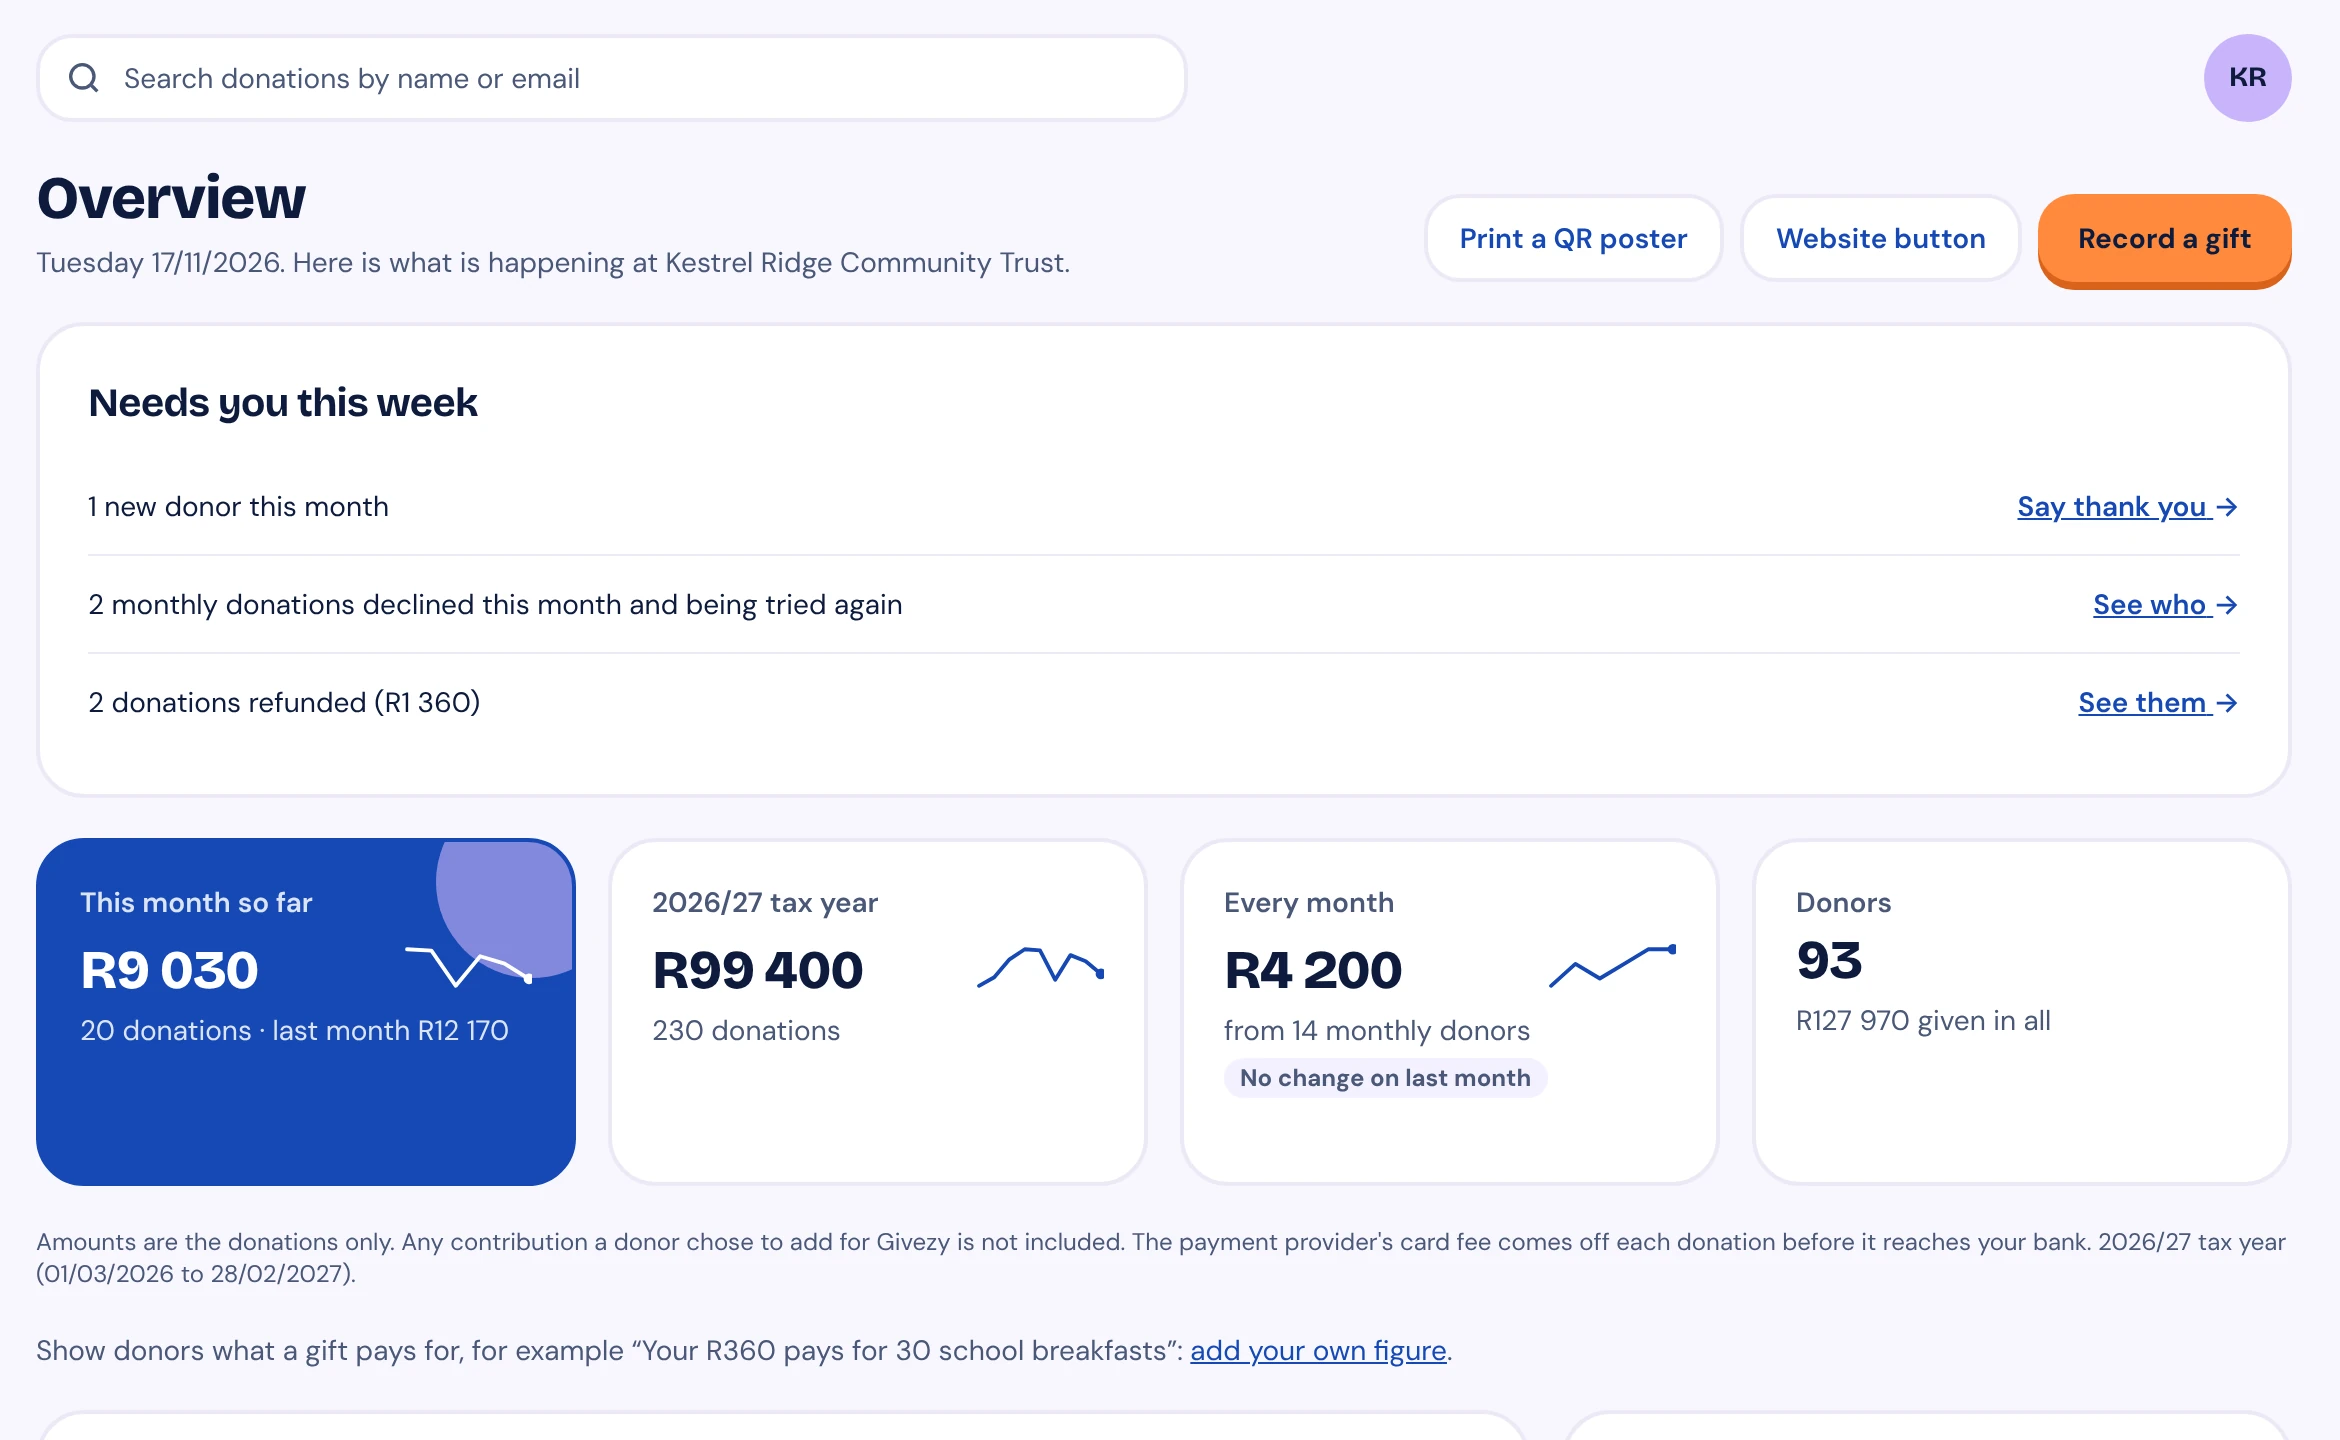 Search donations by name or email
KR
Overview
Tuesday 17/11/2026. Here is what is happening at Kestrel Ridge Community Trust.
Print a QR poster
Website button
Record a gift
Needs you this week
1 new donor this month
Say thank you →
2 monthly donations declined this month and being tried again
See who →
2 donations refunded (R1 360)
See them →
This month so far
R9 030
20 donations · last month R12 170
2026/27 tax year
R99 400
230 donations
Every month
R4 200
from 14 monthly donors
No change on last month
Donors
93
R127 970 given in all
Amounts are the donations only. Any contribution a donor chose to add for Givezy is not included. The payment provider's card fee comes off each donation before it reaches your bank. 2026/27 tax year
(01/03/2026 to 28/02/2027).
Show donors what a gift pays for, for example “Your R360 pays for 30 school breakfasts”: add your own figure.